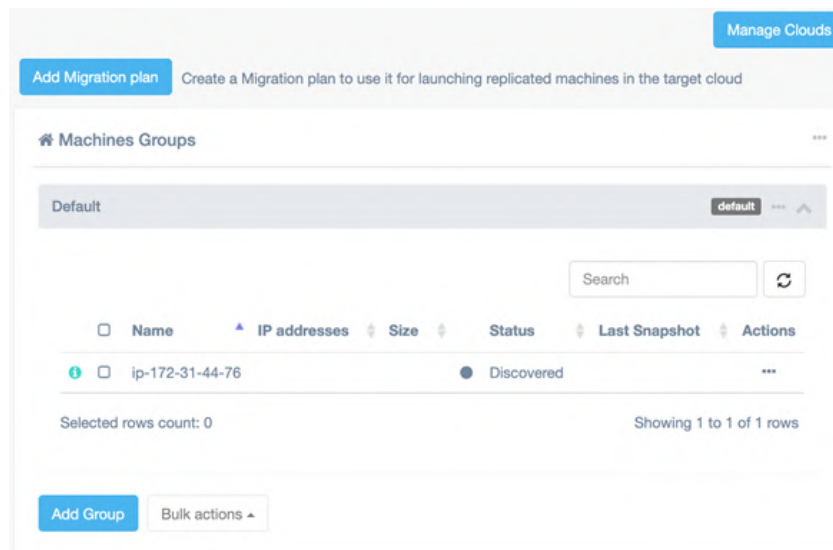 Manage Clouds
Add Migration plan Create a Migration plan to use it for launching replicated machines in the target cloud
Machines Groups
Default default
Search
Name IP addresses Size Status Last Snapshot Actions
ip-172-31-44-76 Discovered
Selected rows count: 0 Showing 1 to 1 of 1 rows
Add Group Bulk actions